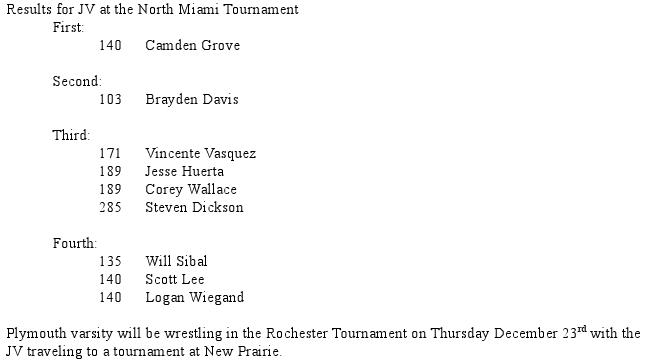 Results for JV at the North Miami Tournament
First:
140 Camden Grove
Second:
103 Brayden Davis
Third:
171 Vincente Vasquez
189 Jesse Huerta
189 Corey Wallace
285 Steven Dickson
Fourth:
135 Will Sibal
140 Scott Lee
140 Logan Wiegand
Plymouth varsity will be wrestling in the Rochester Tournament on Thursday December 23rd with the
JV traveling to a tournament at New Prairie.